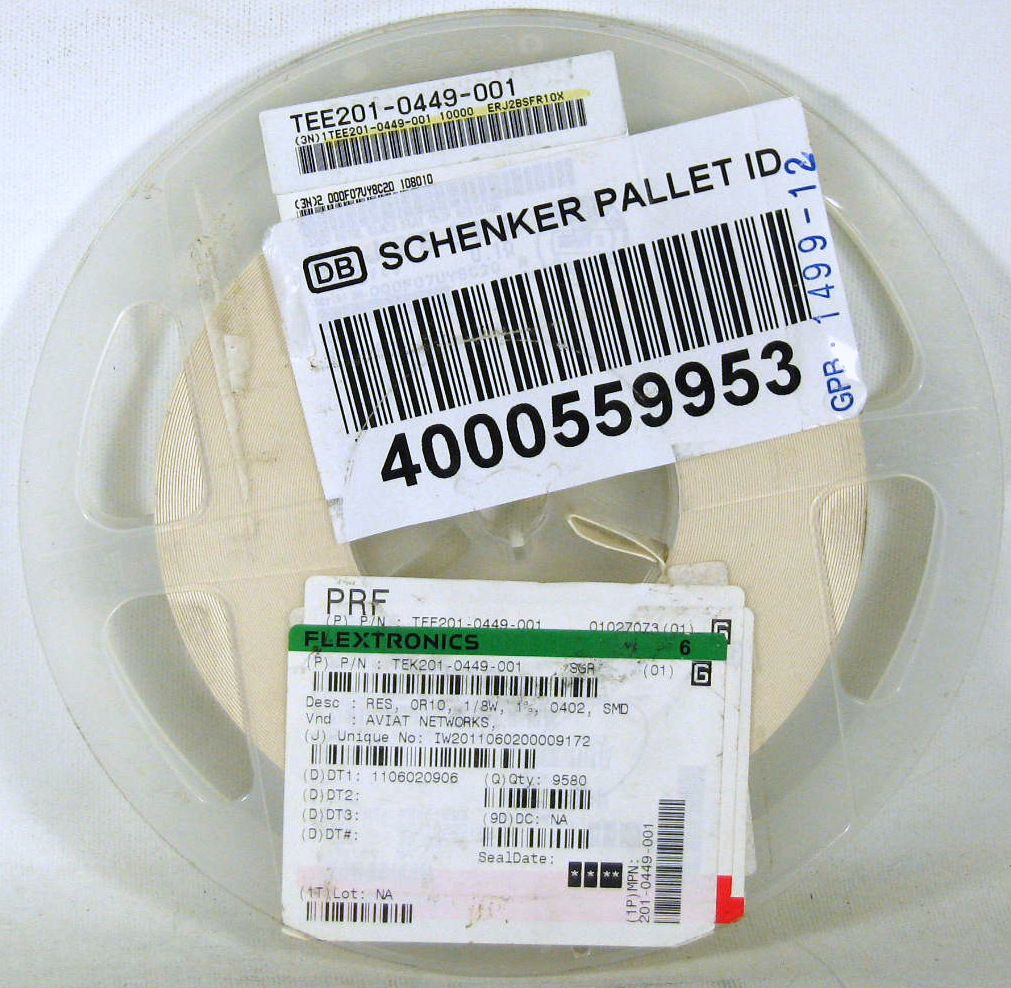 TEE201-0449-001
(3N)1TEE201-0449-001 10000 ERJ2BSFR10X
(3N)2 000F07UY8C20 ID8010
DB SCHENKER PALLET ID
4000559953
GPR. 1499-12
PRF
(P) P/N : TEE201-0449-001 01027073(01) G
FLEXTRONICS 6
(P) P/N : TEK201-0449-001 SGR (01) G
Desc : RES, 0R10, 1/8W, 1%, 0402, SMD
Vnd : AVIAT NETWORKS,
(J) Unique No: IW2011060200009172
(D)DT1: 1106020906 (Q)Qty: 9580
(D)DT2:
(D)DT3: (9D)DC: NA
(D)DT#:
SealDate:
* * **
(1T)Lot: NA
(1P)MPN:
201-0449-001